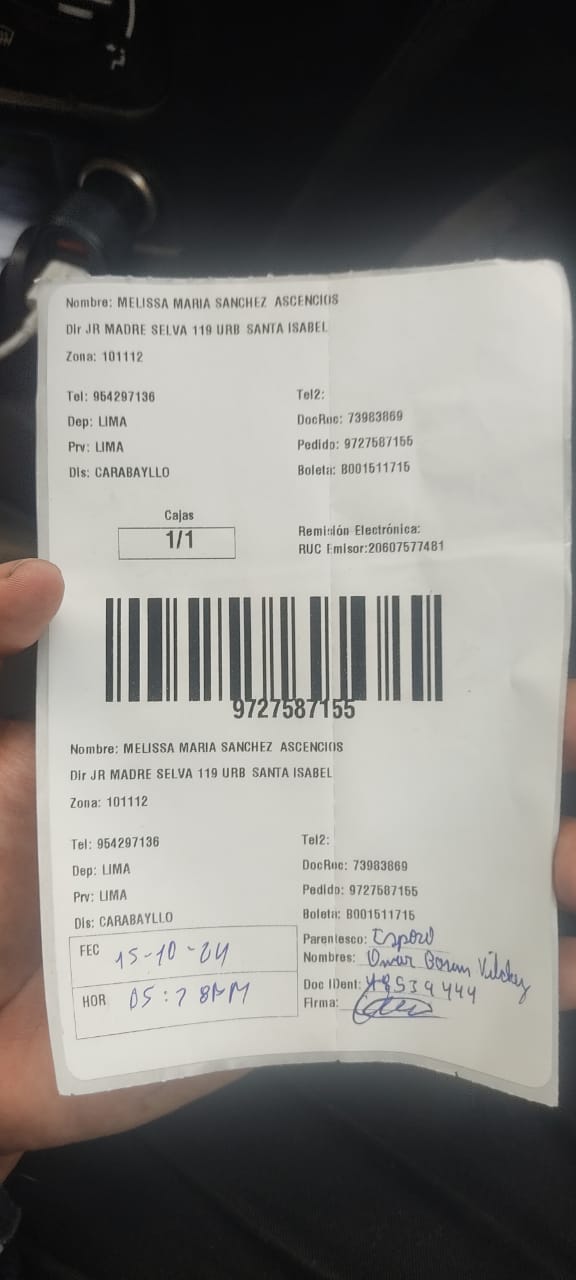 Nombre: MELISSA MARIA SANCHEZ ASCENCIOS
Dir JR MADRE SELVA 119 URB SANTA ISABEL
Zona: 101112
Tel: 954297136 Tel2:
Dep: LIMA DocRuc: 73983869
Prv: LIMA Pedido: 9727587155
Dis: CARABAYLLO Boleta: B001511715
Cajas
1/1
Remisión Electrónica:
RUC Emisor:20607577481
9727587155
Nombre: MELISSA MARIA SANCHEZ ASCENCIOS
Dir JR MADRE SELVA 119 URB SANTA ISABEL
Zona: 101112
Tel: 954297136 Tel2:
Dep: LIMA DocRuc: 73983869
Prv: LIMA Pedido: 9727587155
Dis: CARABAYLLO Boleta: B001511715
FEC 15-10-24
HOR 05:
Parentesco: Esposo
Nombres: Omar
Doc IDent:
Firma: